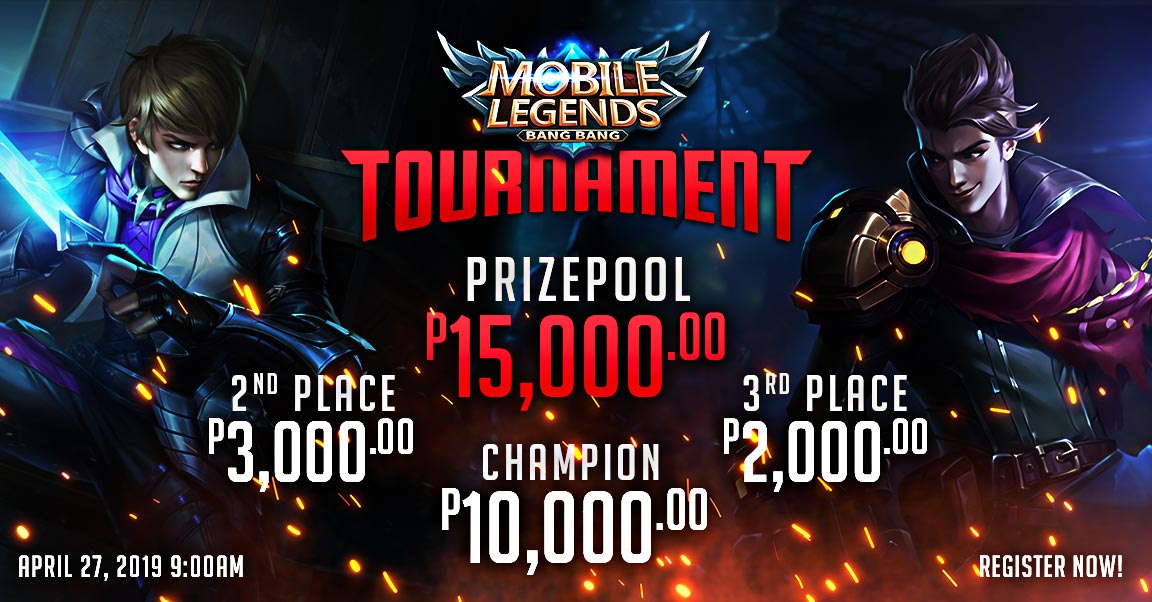 MOBILE
LEGENDS
BANG BANG
TOURNAMENT
PRIZEPOOL
P15,000.00
2ND PLACE
P3,000.00
3RD PLACE
P2,000.00
CHAMPION
P10,000.00
APRIL 27, 2019 9:00AM
REGISTER NOW!